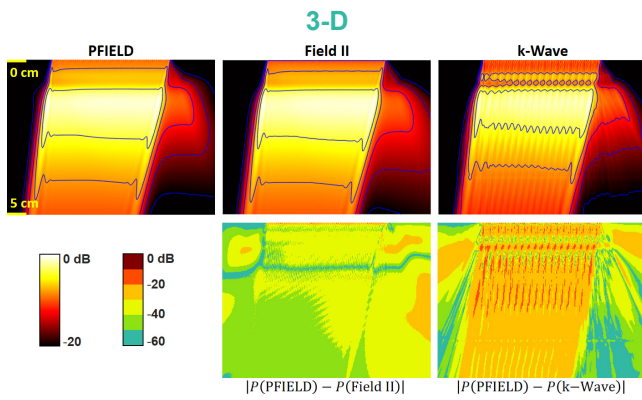 3-D
PFIELD Field II k-Wave
0 cm
5 cm
0 dB
-20
0 dB
-20
-40
-60
|P(PFIELD) − P(Field II)| |P(PFIELD) − P(k−Wave)|